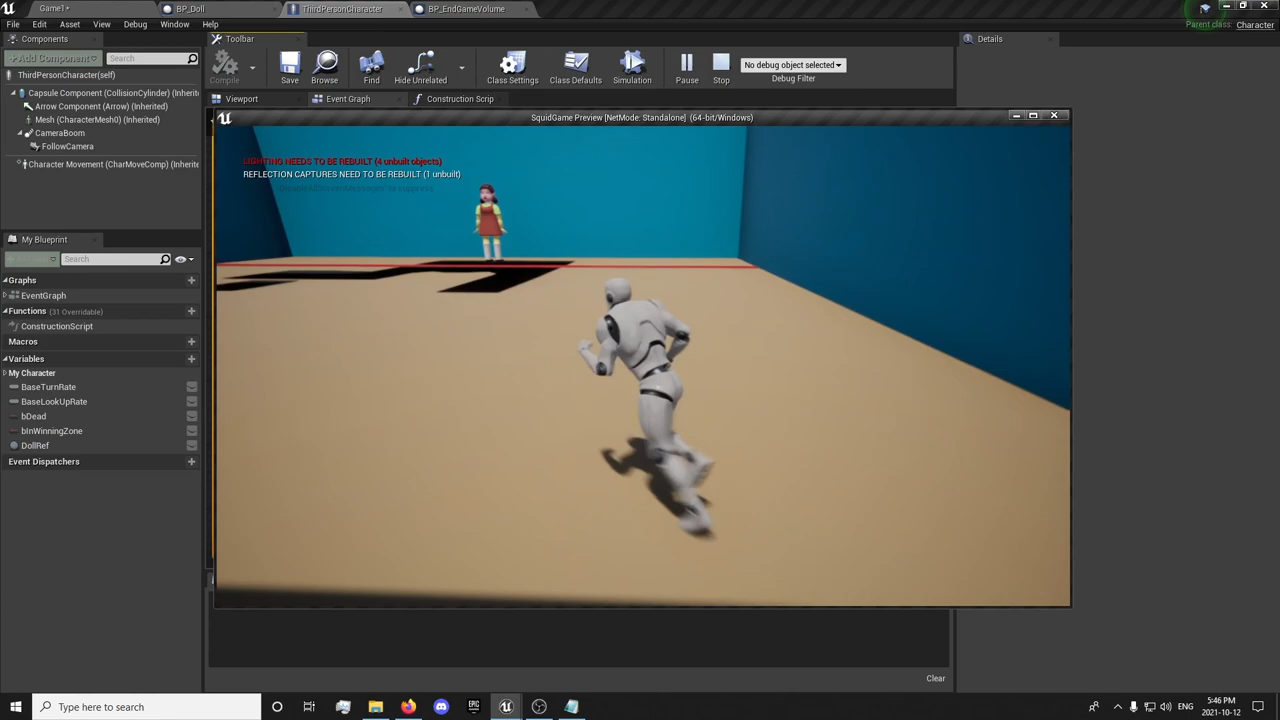 Game1*
BP_Doll
ThirdPersonCharacter
BP_EndGameVolume
File Edit Asset View Debug Window Help
Parent class: Character
Components
Toolbar
Details
+Add Component
Search
ThirdPersonCharacter(self)
Capsule Component (CollisionCylinder) (Inherite
Arrow Component (Arrow) (Inherited)
Mesh (CharacterMesh0) (Inherited)
CameraBoom
FollowCamera
Character Movement (CharMoveComp) (Inherite
Compile
Save
Browse
Find
Hide Unrelated
Class Settings
Class Defaults
Simulation
Pause
Stop
No debug object selected
Debug Filter
Viewport
Event Graph
Construction Scrip
SquidGame Preview [NetMode: Standalone] (64-bit/Windows)
LIGHTING NEEDS TO BE REBUILT (4 unbuilt objects)
REFLECTION CAPTURES NEED TO BE REBUILT (1 unbuilt)
'DisableAllScreenMessages' to suppress
My Blueprint
Search
Graphs
EventGraph
Functions (31 Overridable)
ConstructionScript
Macros
Variables
My Character
BaseTurnRate
BaseLookUpRate
bDead
bInWinningZone
DollRef
Event Dispatchers
Clear
Type here to search
EPIC
5:46 PM
2021-10-12